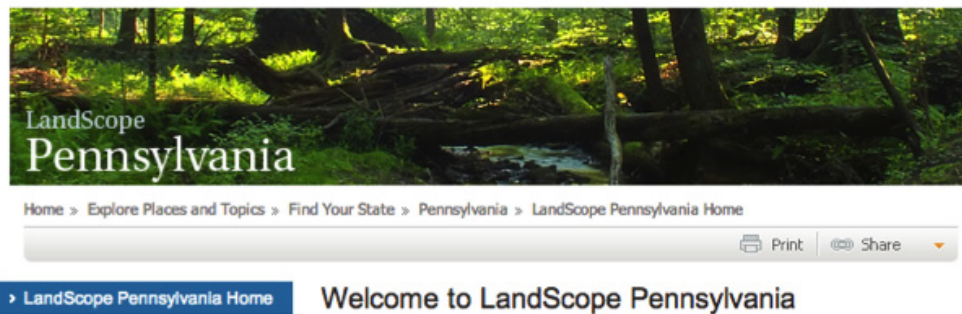 LandScope
Pennsylvania
Home » Explore Places and Topics » Find Your State » Pennsylvania » LandScope Pennsylvania Home
Print Share
› LandScope Pennsylvania Home
Welcome to LandScope Pennsylvania